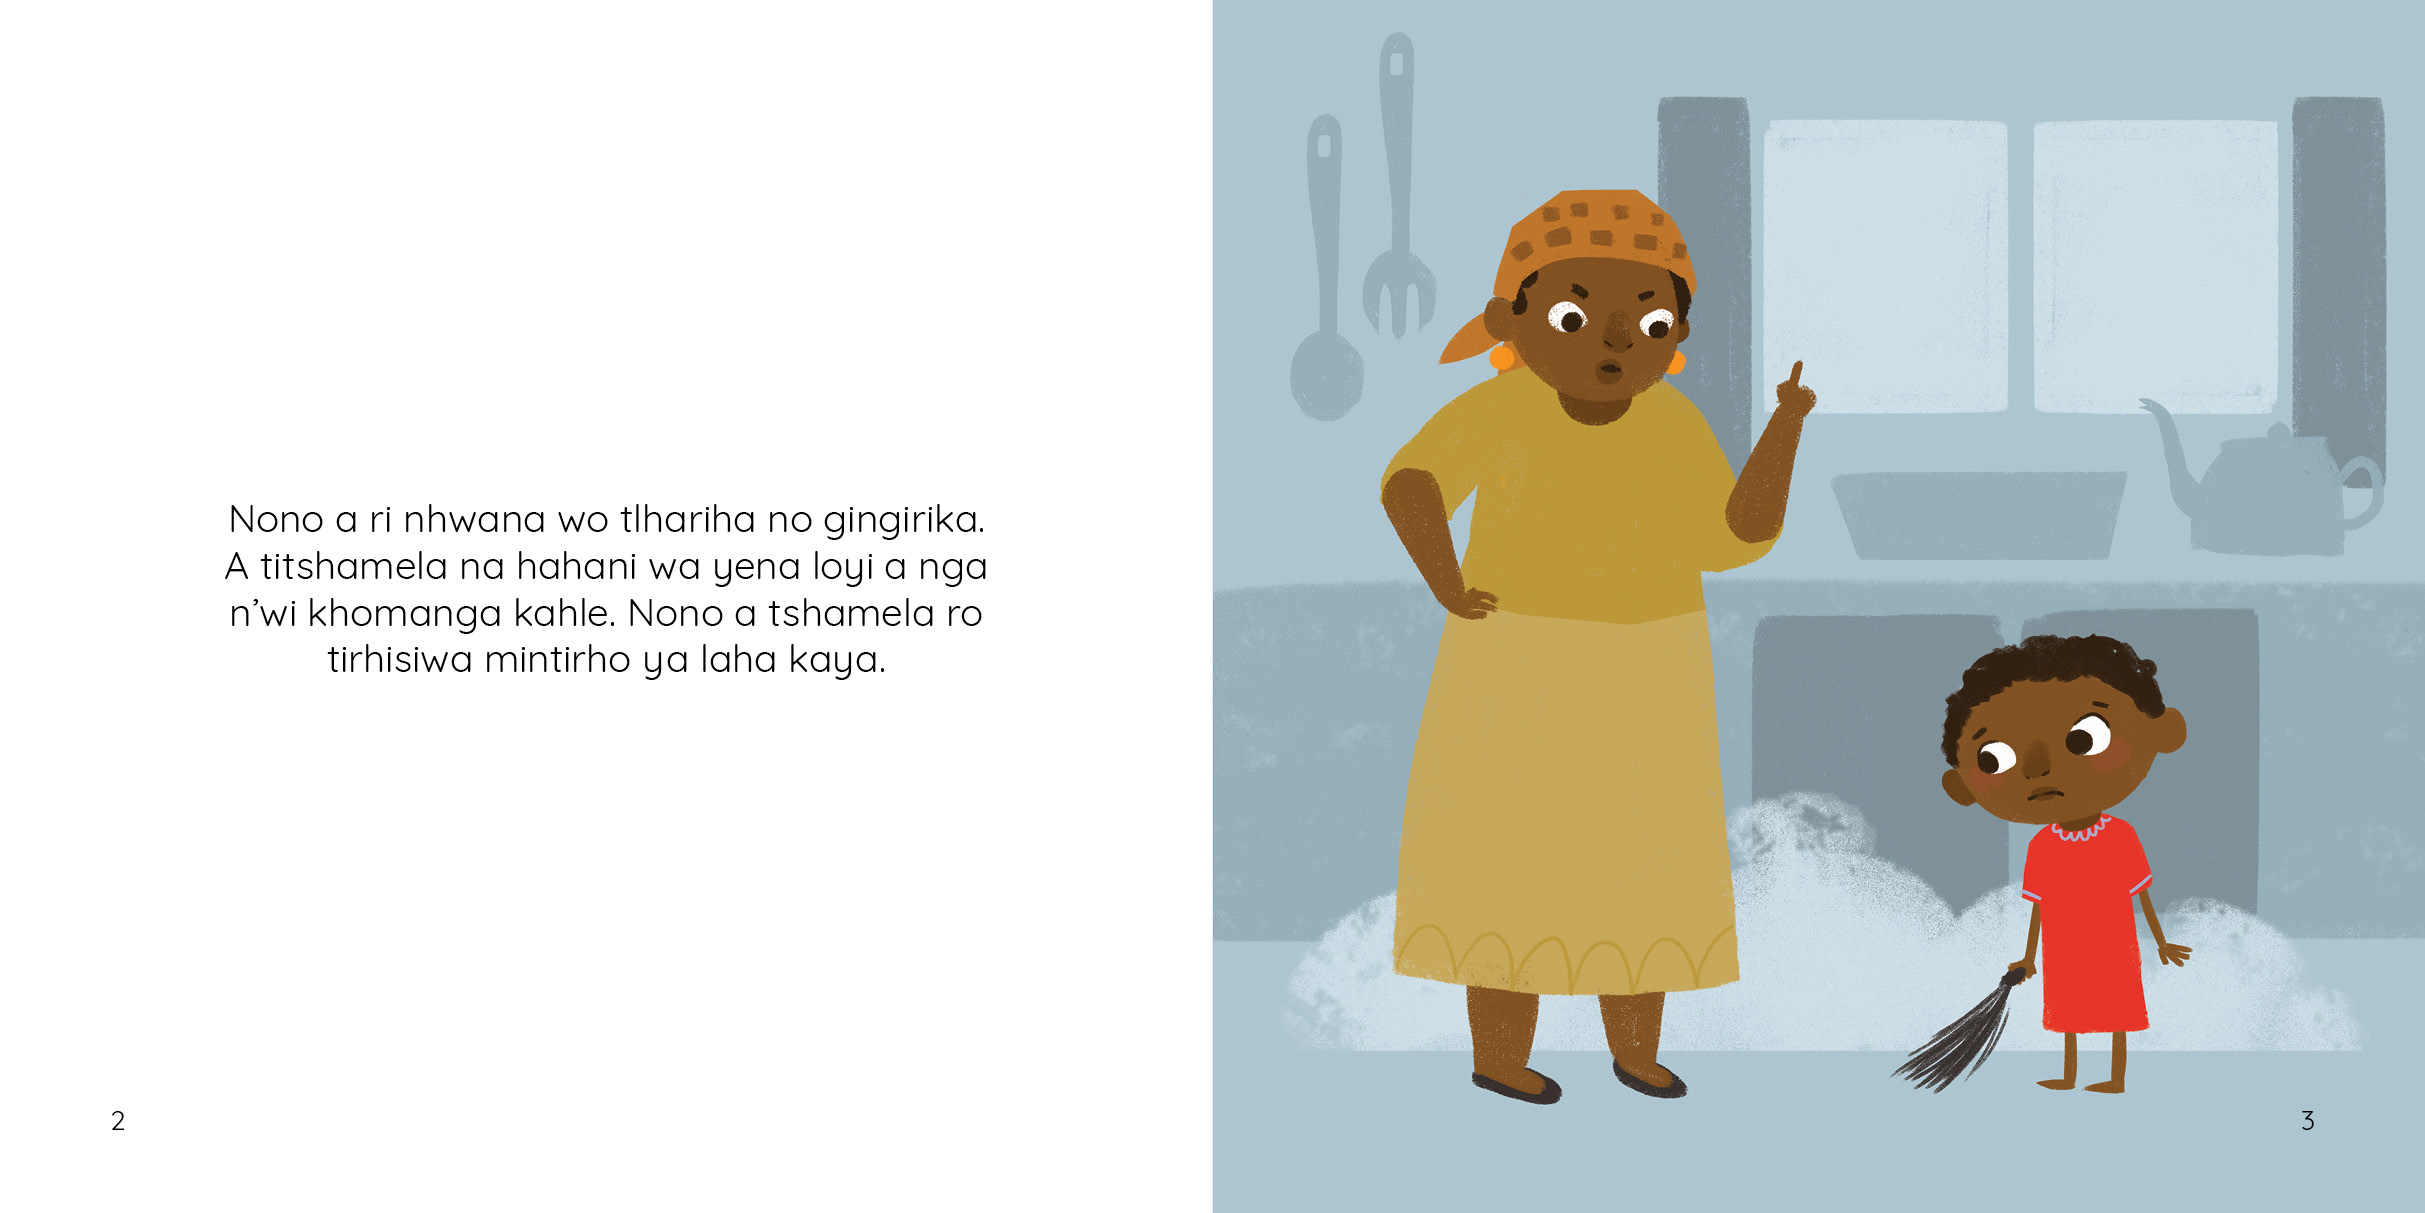 Nono a ri nhwana wo tlhariha no gingirika.
A titshamela na hahani wa yena loyi a nga
n’wi khomanga kahle. Nono a tshamela ro
tirhisiwa mintirho ya laha kaya.
2
3